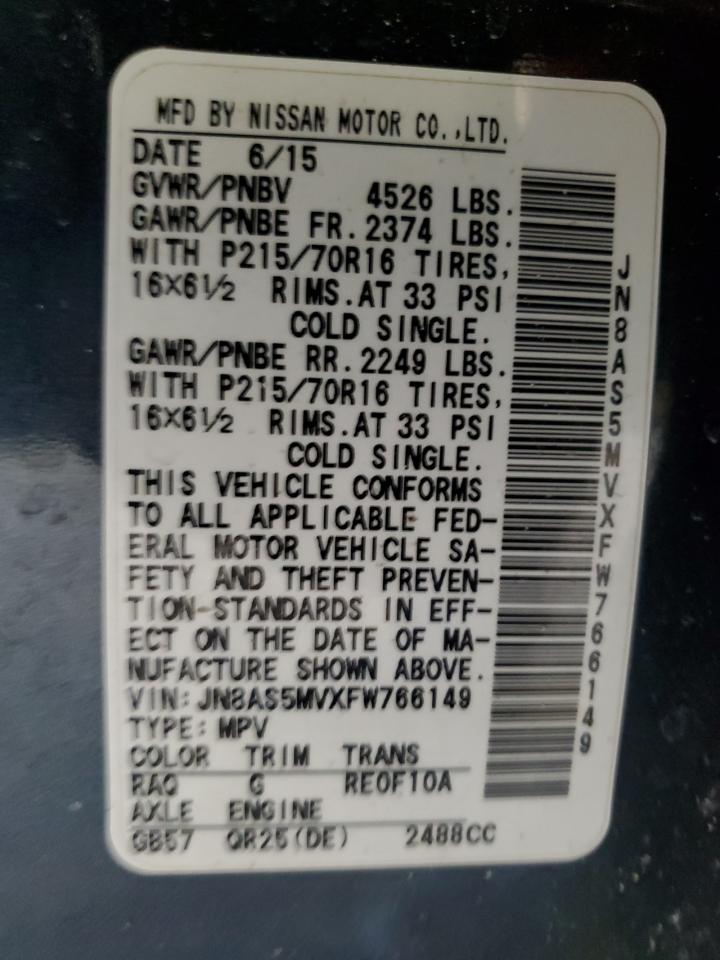 MFD BY NISSAN MOTOR CO.,LTD.
DATE 6/15
GVWR/PNBV 4526 LBS.
GAWR/PNBE FR. 2374 LBS.
WITH P215/70R16 TIRES,
16X6½ RIMS. AT 33 PSI
COLD SINGLE.
GAWR/PNBE RR. 2249 LBS.
WITH P215/70R16 TIRES,
16X6½ RIMS. AT 33 PSI
COLD SINGLE.
THIS VEHICLE CONFORMS
TO ALL APPLICABLE FED-
ERAL MOTOR VEHICLE SA-
FETY AND THEFT PREVEN-
TION STANDARDS IN EFF-
ECT ON THE DATE OF MA-
NUFACTURE SHOWN ABOVE.
VIN: JN8AS5MVXFW766149
TYPE: MPV
COLOR TRIM TRANS
RAQ G RE0F10A
AXLE ENGINE
GB57 QR25(DE) 2488CC
JN8AS5MVXFW766149